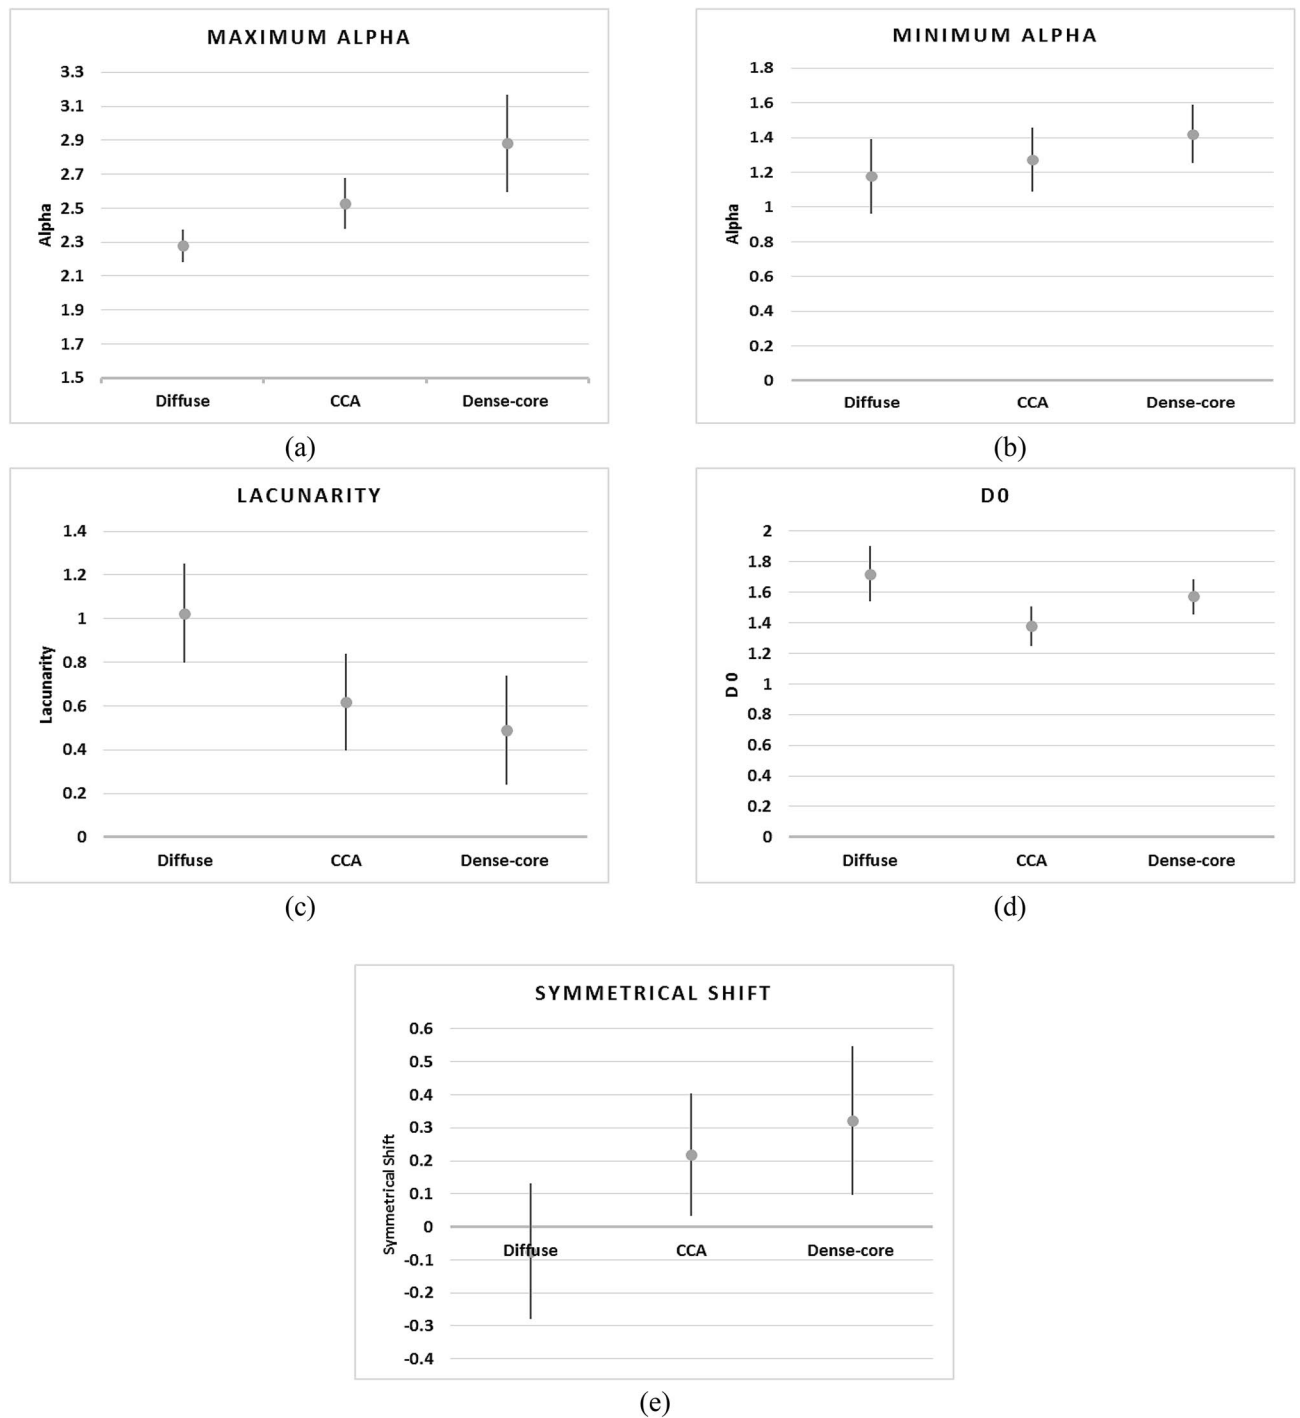 MAXIMUM ALPHA
3.3
3.1
2.9
2.7
2.5
2.3
2.1
1.9
1.7
1.5
Alpha
Diffuse CCA Dense-core
(a)
MINIMUM ALPHA
1.8
1.6
1.4
1.2
1
0.8
0.6
0.4
0.2
0
Alpha
Diffuse CCA Dense-core
(b)
LACUNARITY
1.4
1.2
1
0.8
0.6
0.4
0.2
0
Lacunarity
Diffuse CCA Dense-core
(c)
D0
2
1.8
1.6
1.4
1.2
1
0.8
0.6
0.4
0.2
0
D0
Diffuse CCA Dense-core
(d)
SYMMETRICAL SHIFT
0.6
0.5
0.4
0.3
0.2
0.1
0
-0.1
-0.2
-0.3
-0.4
Symmetrical Shift
Diffuse CCA Dense-core
(e)